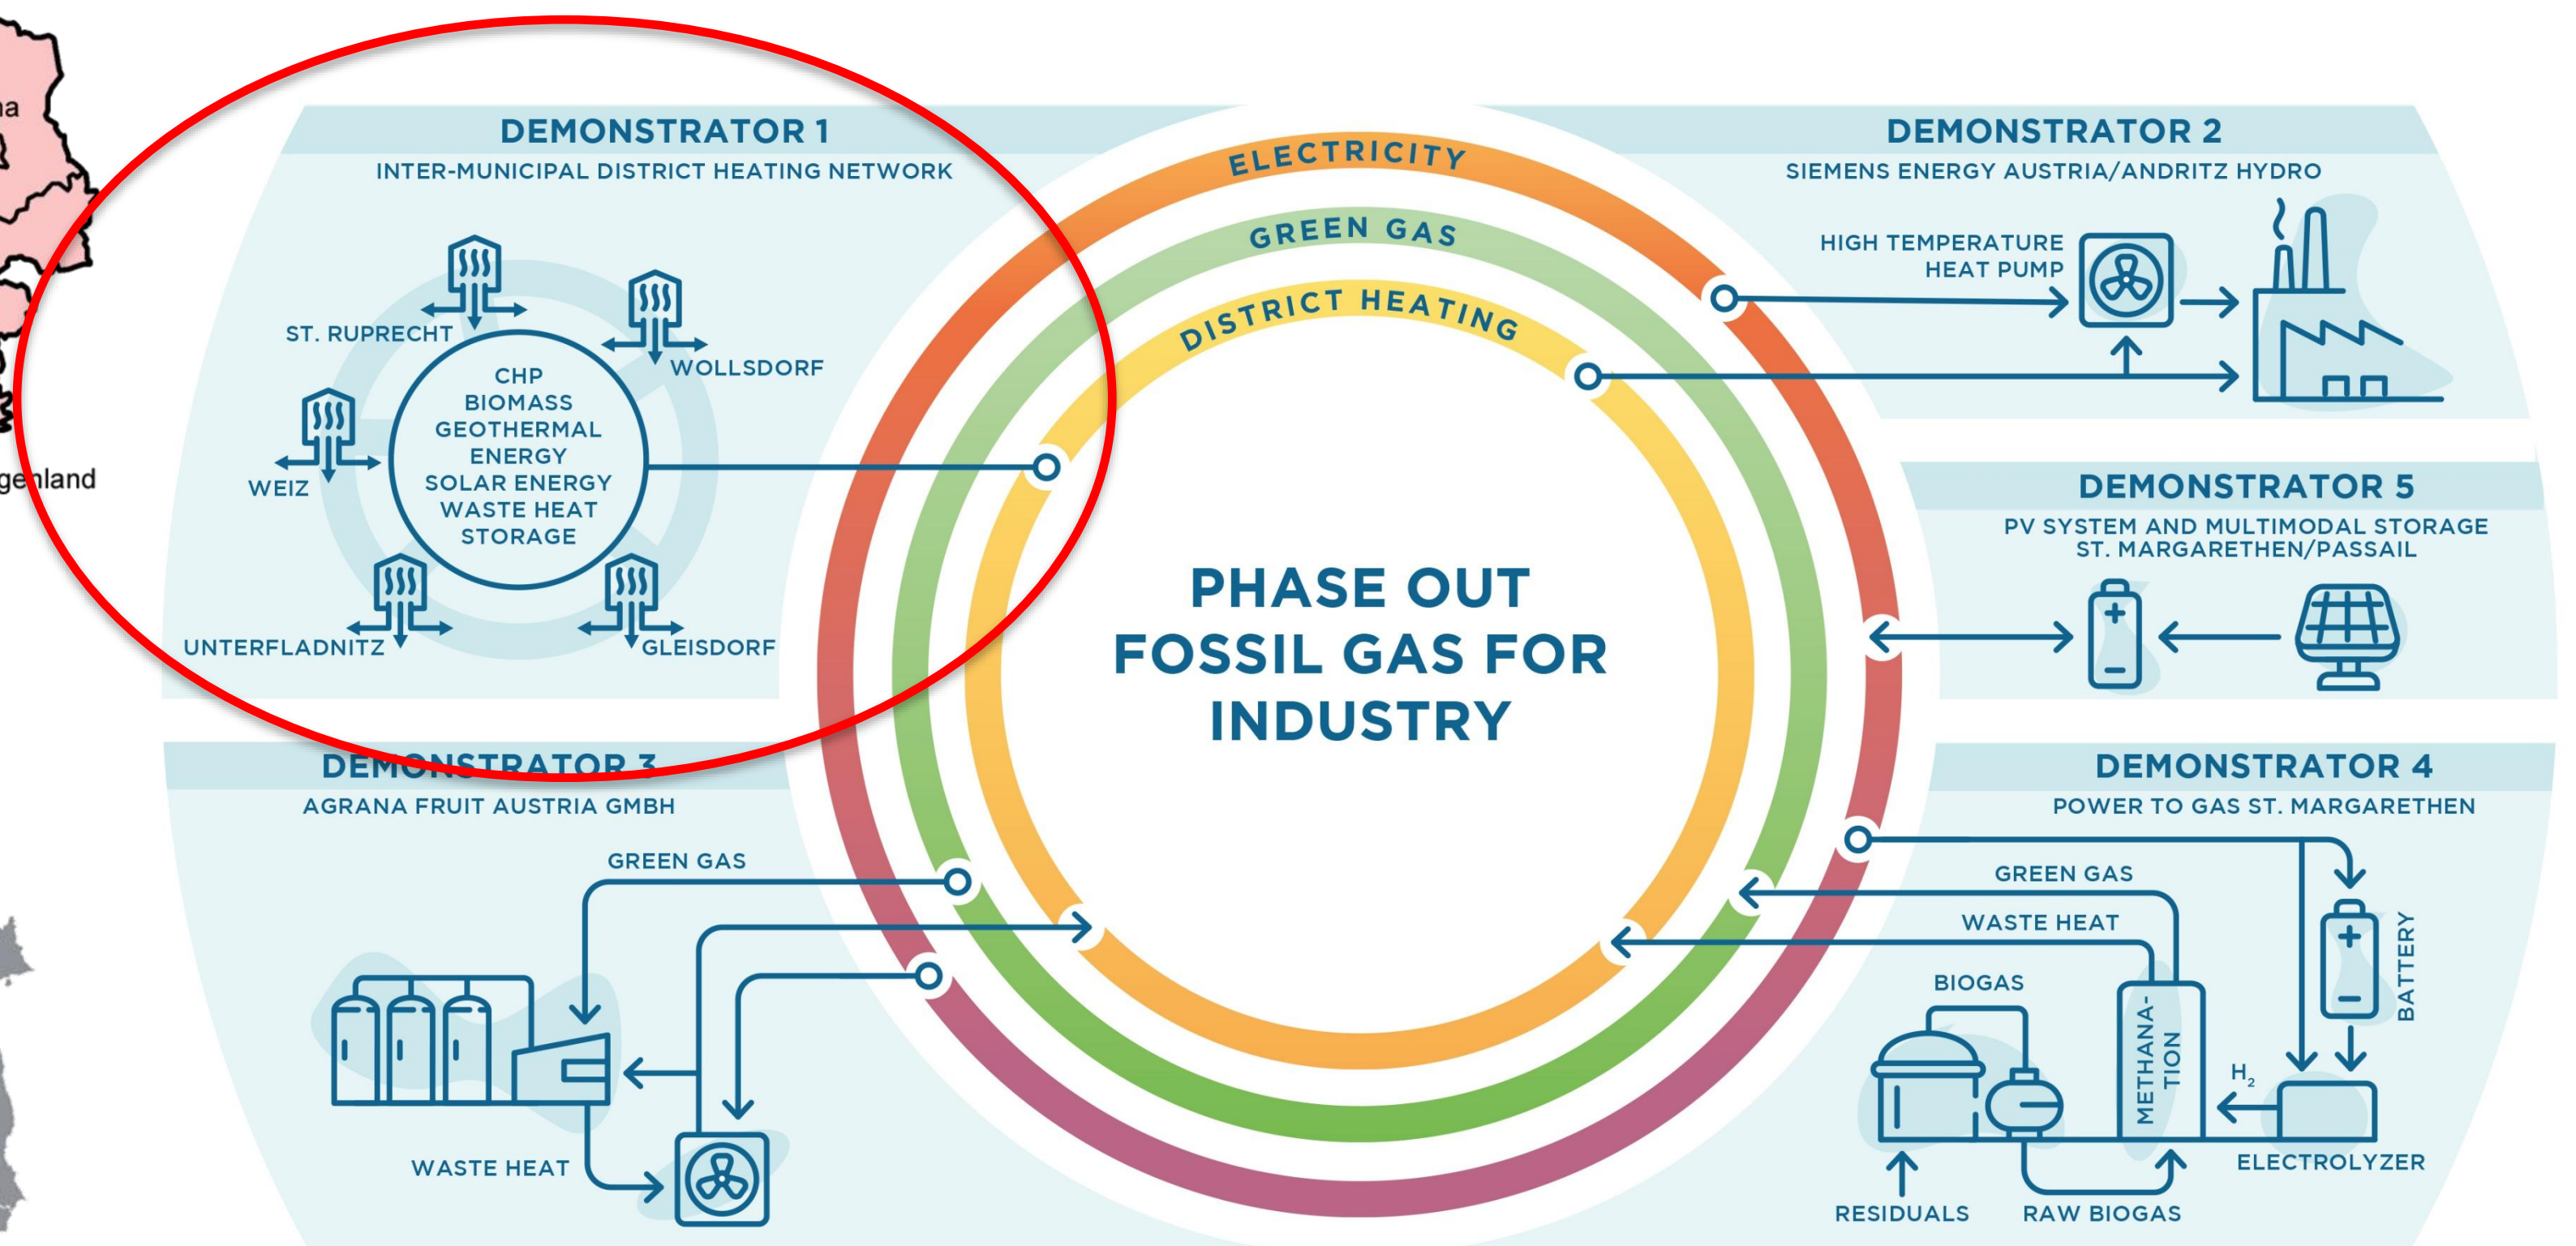 DEMONSTRATOR 1
INTER-MUNICIPAL DISTRICT HEATING NETWORK
ST. RUPRECHT
WOLLSDORF
WEIZ
UNTERFLADNITZ
GLEISDORF
CHP
BIOMASS
GEOTHERMAL
ENERGY
SOLAR ENERGY
WASTE HEAT
STORAGE
ELECTRICITY
GREEN GAS
DISTRICT HEATING
PHASE OUT
FOSSIL GAS FOR
INDUSTRY
DEMONSTRATOR 2
SIEMENS ENERGY AUSTRIA/ANDRITZ HYDRO
HIGH TEMPERATURE
HEAT PUMP
DEMONSTRATOR 5
PV SYSTEM AND MULTIMODAL STORAGE
ST. MARGARETHEN/PASSAIL
+
−
DEMONSTRATOR 3
AGRANA FRUIT AUSTRIA GMBH
GREEN GAS
WASTE HEAT
DEMONSTRATOR 4
POWER TO GAS ST. MARGARETHEN
GREEN GAS
WASTE HEAT
BIOGAS
METHANA-
TION
H₂
+
−
BATTERY
ELECTROLYZER
RESIDUALS
RAW BIOGAS